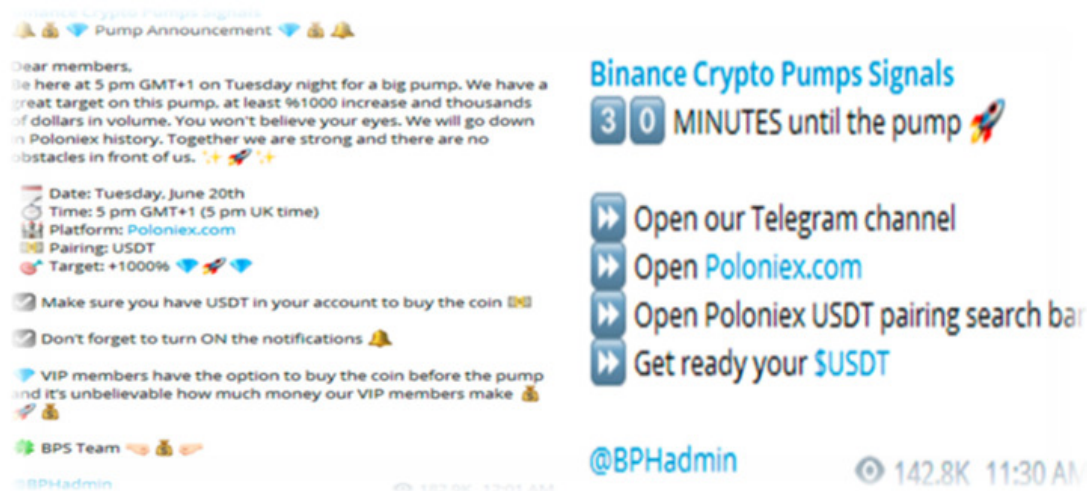 Binance Crypto Pumps Signals
🔔 💰 💎 Pump Announcement 💎 💰 🔔
Dear members,
Be here at 5 pm GMT+1 on Tuesday night for a big pump. We have a
great target on this pump, at least %1000 increase and thousands
of dollars in volume. You won't believe your eyes. We will go down
in Poloniex history. Together we are strong and there are no
obstacles in front of us. ✨ 🚀 ✨
Date: Tuesday, June 20th
Time: 5 pm GMT+1 (5 pm UK time)
Platform: Poloniex.com
Pairing: USDT
Target: +1000% 💎 🚀 💎
Make sure you have USDT in your account to buy the coin 💵
Don't forget to turn ON the notifications 🔔
💎 VIP members have the option to buy the coin before the pump
and it's unbelievable how much money our VIP members make 💰
🚀 💰
🍀 BPS Team 🤜 💰 🤛
@BPHadmin
Binance Crypto Pumps Signals
3️⃣ 0️⃣ MINUTES until the pump 🚀
⏩ Open our Telegram channel
⏩ Open Poloniex.com
⏩ Open Poloniex USDT pairing search bar
⏩ Get ready your $USDT
@BPHadmin
142.8K 11:30 AM